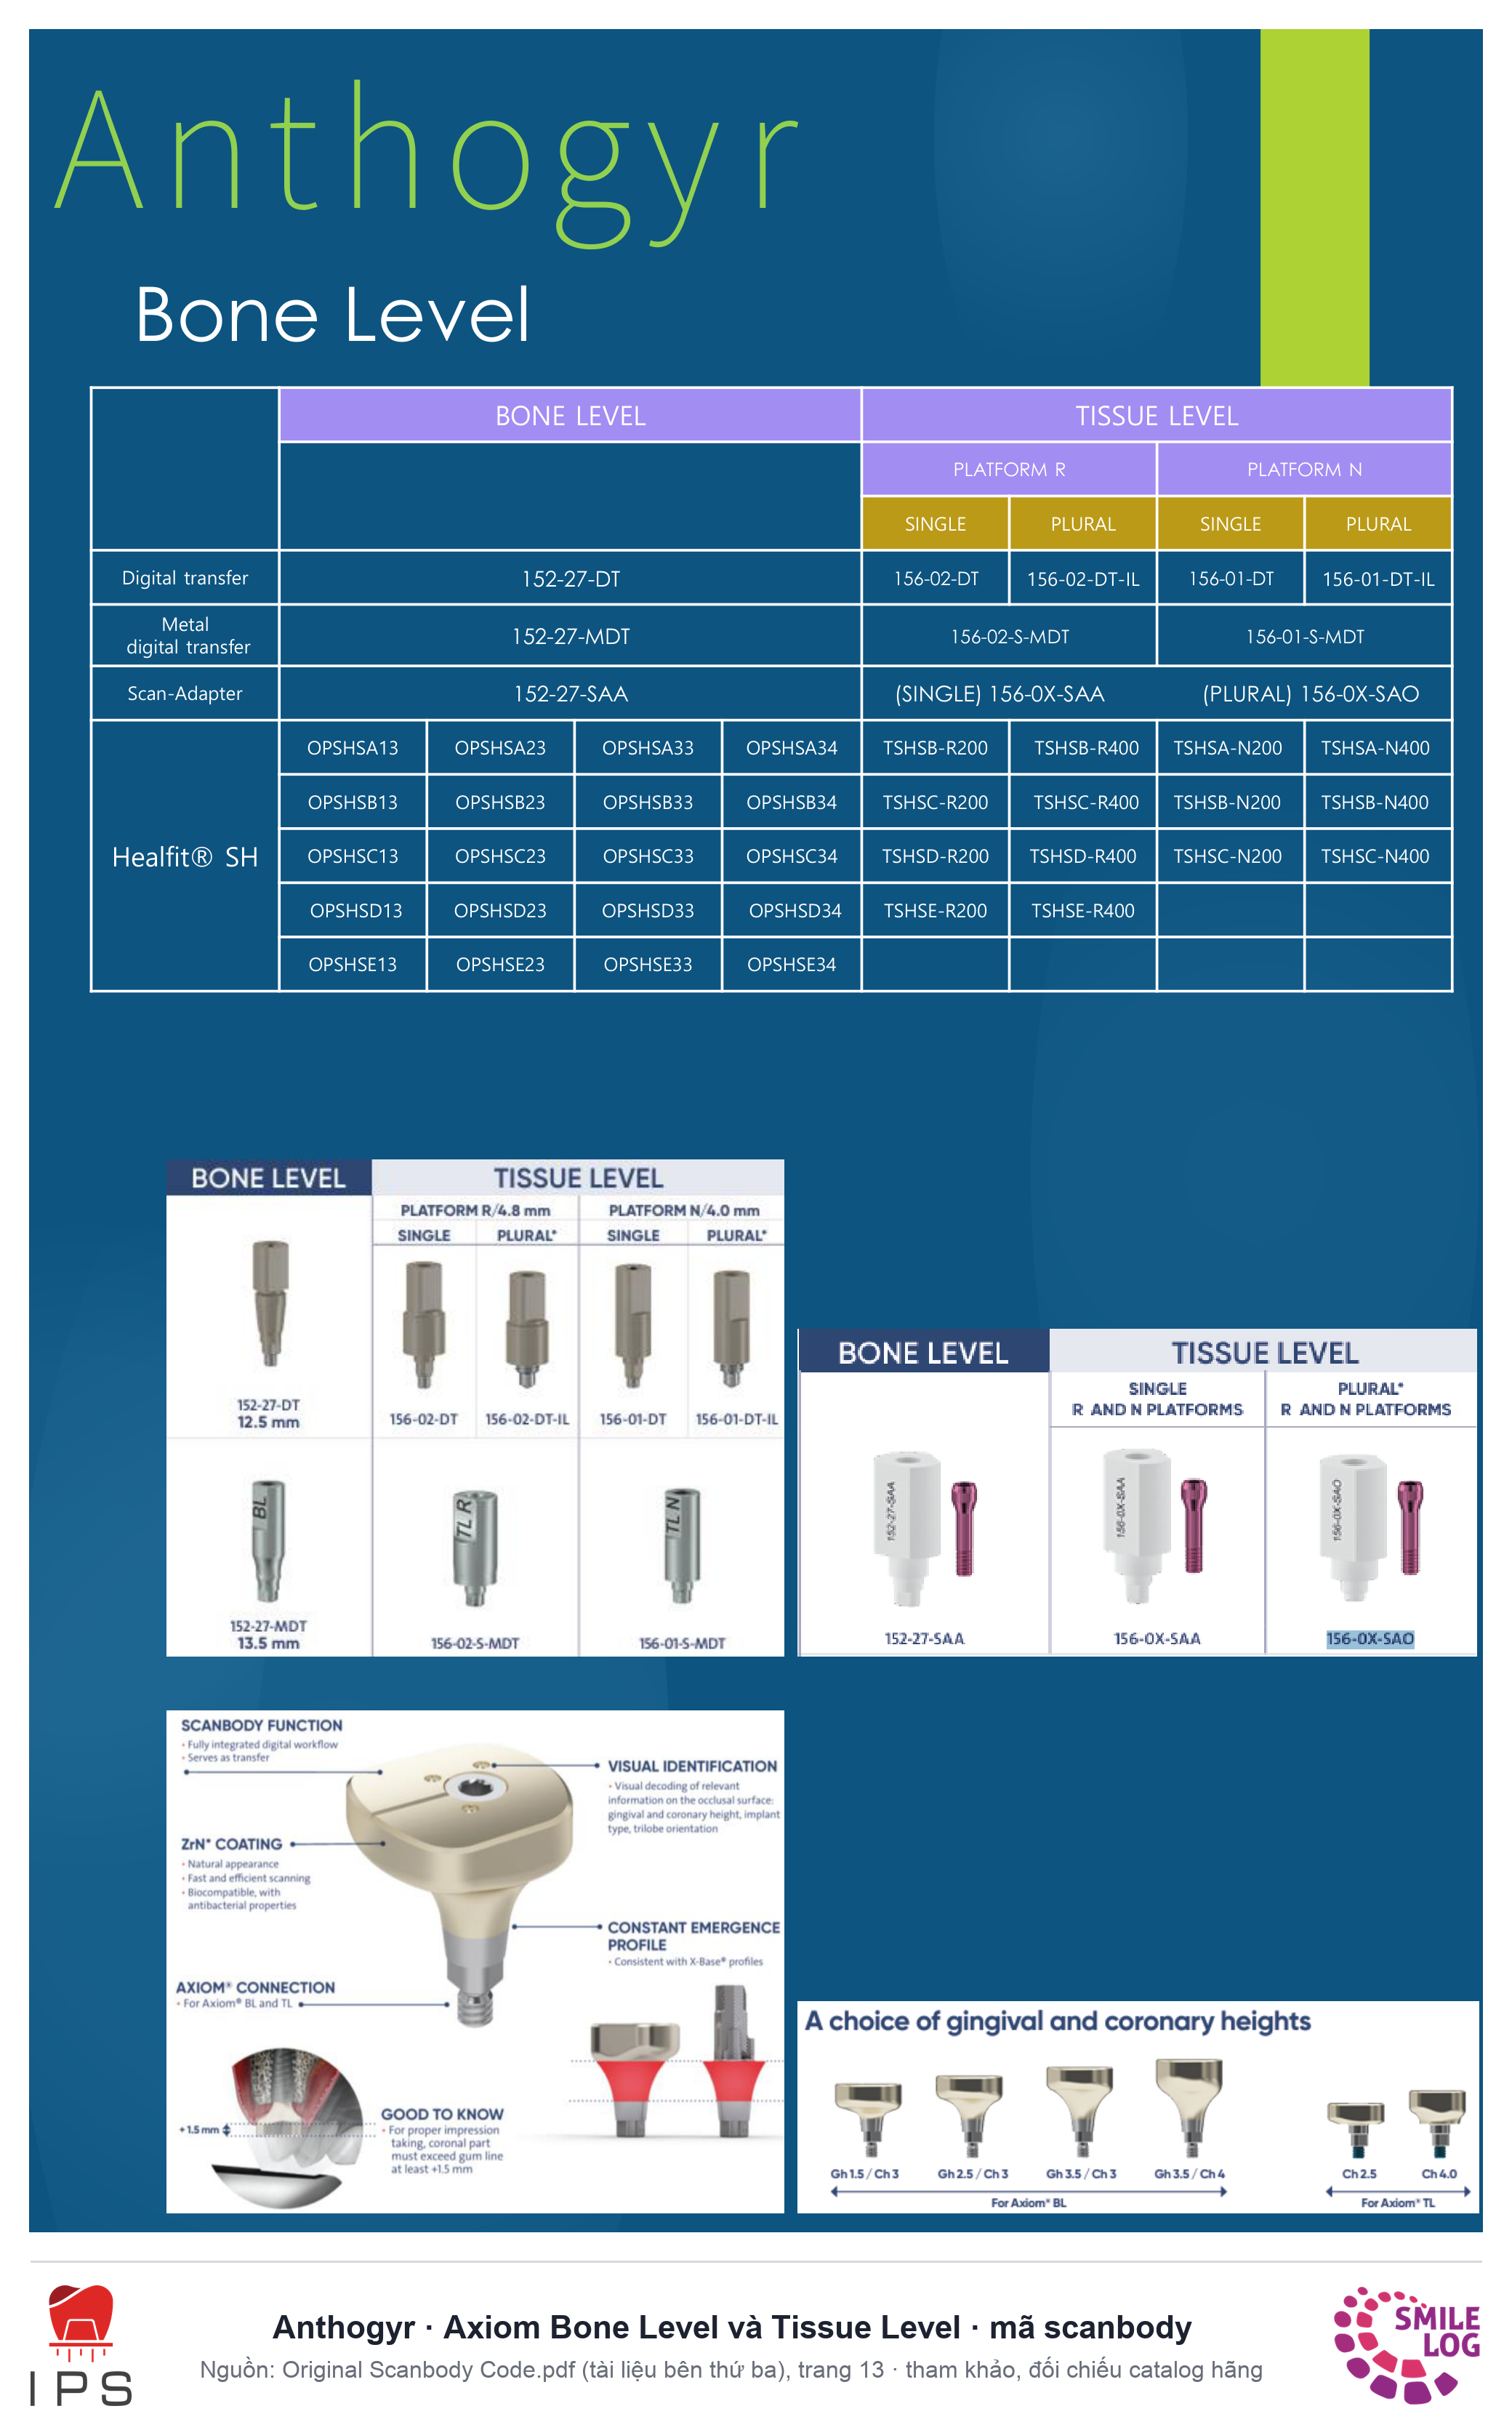 Anthogyr
Bone Level
BONE LEVEL TISSUE LEVEL
PLATFORM R PLATFORM N
SINGLE PLURAL SINGLE PLURAL
Digital transfer 152-27-DT 156-02-DT 156-02-DT-IL 156-01-DT 156-01-DT-IL
Metal
digital transfer 152-27-MDT 156-02-S-MDT 156-01-S-MDT
Scan-Adapter 152-27-SAA (SINGLE) 156-0X-SAA (PLURAL) 156-0X-SAO
Healfit® SH
OPSHSA13 OPSHSA23 OPSHSA33 OPSHSA34 TSHSB-R200 TSHSB-R400 TSHSA-N200 TSHSA-N400
OPSHSB13 OPSHSB23 OPSHSB33 OPSHSB34 TSHSC-R200 TSHSC-R400 TSHSB-N200 TSHSB-N400
OPSHSC13 OPSHSC23 OPSHSC33 OPSHSC34 TSHSD-R200 TSHSD-R400 TSHSC-N200 TSHSC-N400
OPSHSD13 OPSHSD23 OPSHSD33 OPSHSD34 TSHSE-R200 TSHSE-R400
OPSHSE13 OPSHSE23 OPSHSE33 OPSHSE34
BONE LEVEL TISSUE LEVEL
PLATFORM R/4.8 mm PLATFORM N/4.0 mm
SINGLE PLURAL* SINGLE PLURAL*
152-27-DT
12.5 mm
156-02-DT 156-02-DT-IL 156-01-DT 156-01-DT-IL
BL TL R TL N
152-27-MDT
13.5 mm
156-02-S-MDT 156-01-S-MDT
BONE LEVEL TISSUE LEVEL
SINGLE
R AND N PLATFORMS
PLURAL*
R AND N PLATFORMS
152-27-SAA 156-0X-SAA 156-0X-SAO
152-27-SAA 156-0X-SAA 156-0X-SAO
SCANBODY FUNCTION
• Fully integrated digital workflow
• Serves as transfer
VISUAL IDENTIFICATION
• Visual decoding of relevant
information on the occlusal surface:
gingival and coronary height, implant
type, trilobe orientation
ZrN* COATING
• Natural appearance
• Fast and efficient scanning
• Biocompatible, with
antibacterial properties
CONSTANT EMERGENCE
PROFILE
• Consistent with X-Base® profiles
AXIOM® CONNECTION
• For Axiom® BL and TL
+1.5 mm
GOOD TO KNOW
• For proper impression
taking, coronal part
must exceed gum line
at least +1.5 mm
A choice of gingival and coronary heights
Gh 1.5 / Ch 3 Gh 2.5 / Ch 3 Gh 3.5 / Ch 3 Gh 3.5 / Ch 4 Ch 2.5 Ch 4.0
For Axiom® BL For Axiom® TL
IPS
Anthogyr · Axiom Bone Level và Tissue Level · mã scanbody
Nguồn: Original Scanbody Code.pdf (tài liệu bên thứ ba), trang 13 · tham khảo, đối chiếu catalog hãng
SMILE
LOG